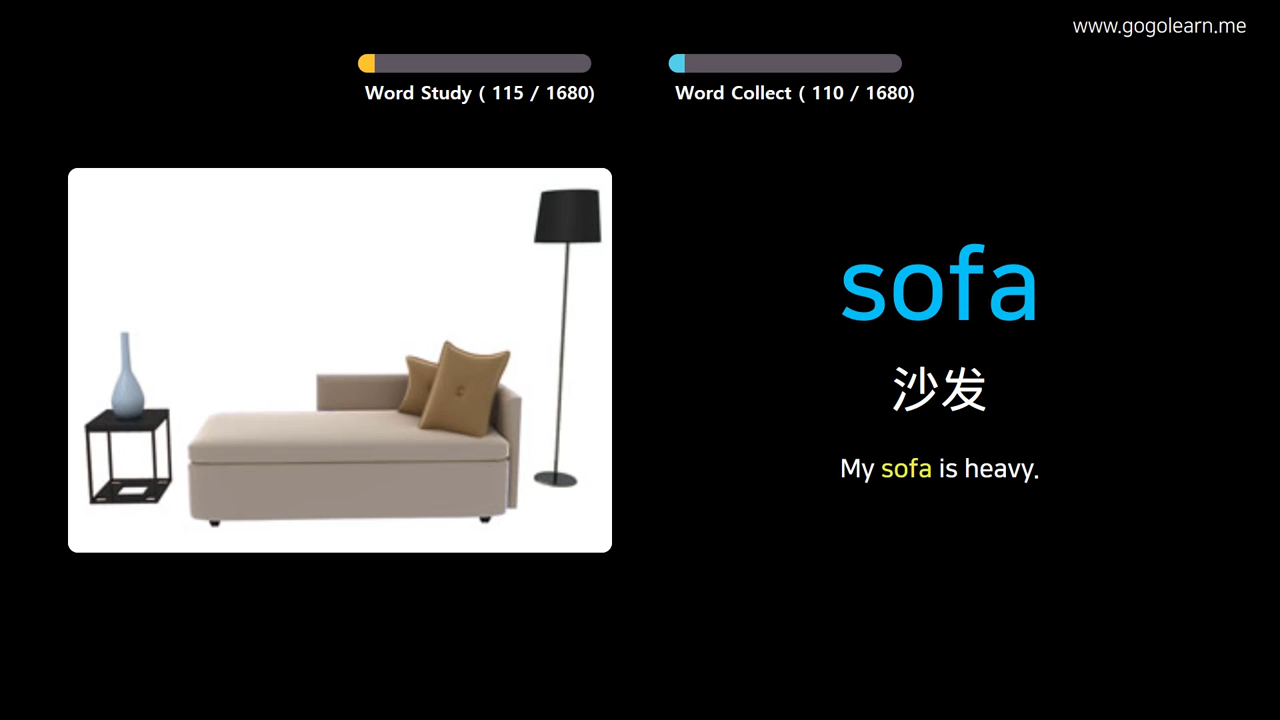 www.gogolearn.me
Word Study ( 115 / 1680)
Word Collect ( 110 / 1680)
sofa
沙发
My sofa is heavy.